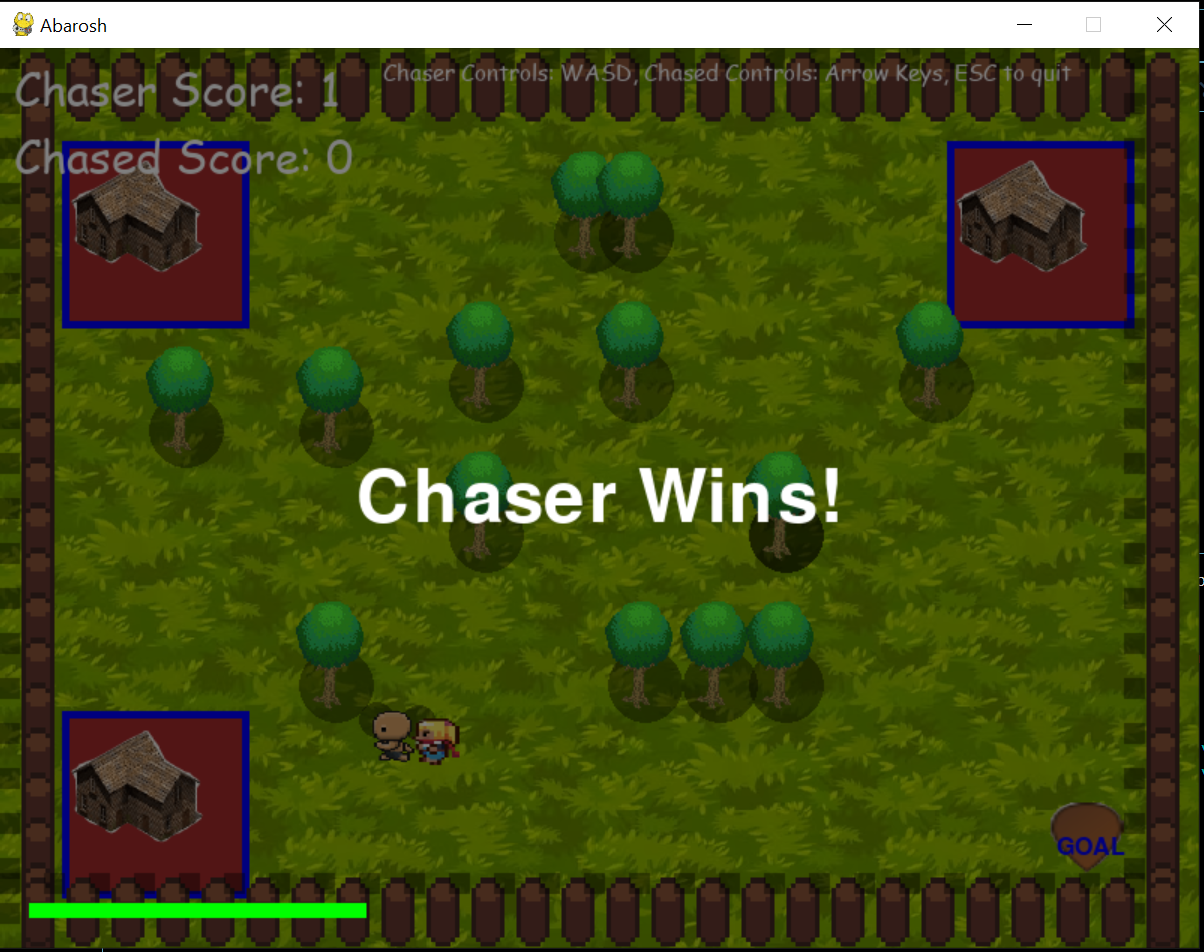 Abarosh
Chaser Score: 1
Chaser Controls: WASD, Chased Controls: Arrow Keys, ESC to quit
Chased Score: 0
Chaser Wins!
GOAL